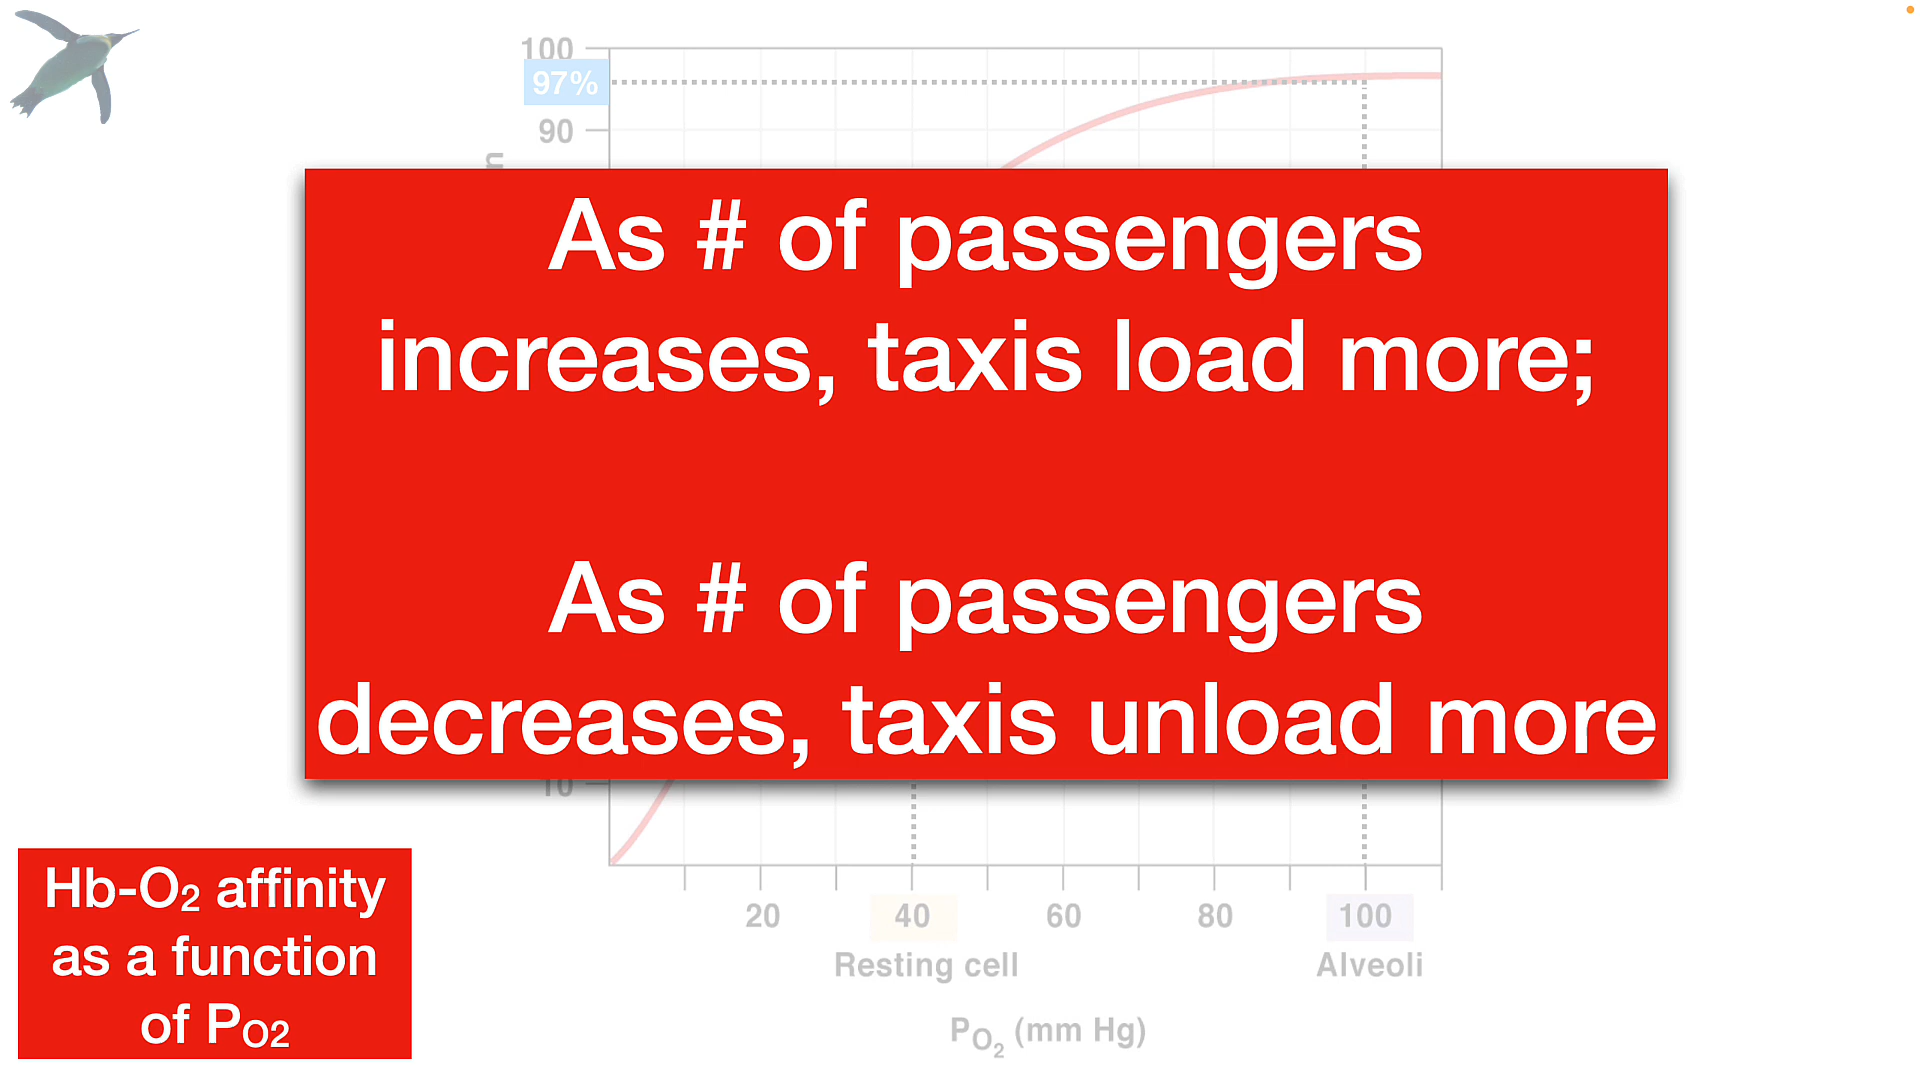 100
97%
90
n
As # of passengers
increases, taxis load more;
As # of passengers
decreases, taxis unload more
10
Hb-O₂ affinity
as a function
of PO2
20 40 60 80 100
Resting cell Alveoli
PO₂ (mm Hg)